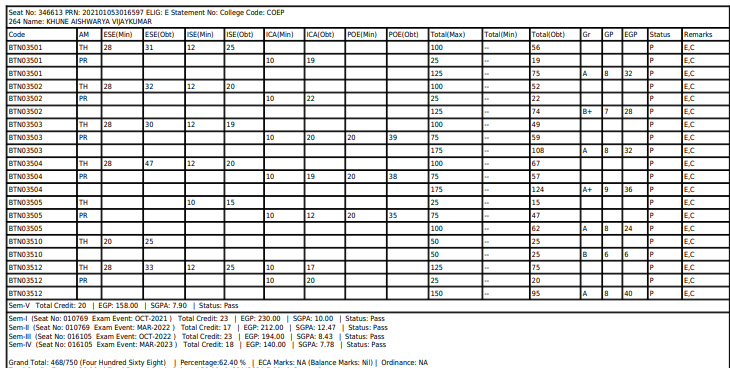 Seat No: 346613 PRN: 202101053016597 ELIG: E Statement No: College Code: COEP
264 Name: KHUNE AISHWARYA VIJAYKUMAR
Code AM ESE(Min) ESE(Obt) ISE(Min) ISE(Obt) ICA(Min) ICA(Obt) POE(Min) POE(Obt) Total(Max) Total(Min) Total(Obt) Gr GP EGP Status Remarks
BTN03501 TH 28 31 12 25 100 -- 56 P E,C
BTN03501 PR 10 19 25 -- 19 P E,C
BTN03501 125 -- 75 A 8 32 P E,C
BTN03502 TH 28 32 12 20 100 -- 52 P E,C
BTN03502 PR 10 22 25 -- 22 P E,C
BTN03502 125 -- 74 B+ 7 28 P E,C
BTN03503 TH 28 30 12 19 100 -- 49 P E,C
BTN03503 PR 10 20 20 39 75 -- 59 P E,C
BTN03503 175 -- 108 A 8 32 P E,C
BTN03504 TH 28 47 12 20 100 -- 67 P E,C
BTN03504 PR 10 19 20 38 75 -- 57 P E,C
BTN03504 175 -- 124 A+ 9 36 P E,C
BTN03505 TH 10 15 25 -- 15 P E,C
BTN03505 PR 10 12 20 35 75 -- 47 P E,C
BTN03505 100 -- 62 A 8 24 P E,C
BTN03510 TH 20 25 50 -- 25 P E,C
BTN03510 50 -- 25 B 6 6 P E,C
BTN03512 TH 28 33 12 25 10 17 125 -- 75 P E,C
BTN03512 PR 10 20 25 -- 20 P E,C
BTN03512 150 -- 95 A 8 40 P E,C
Sem-V Total Credit: 20 | EGP: 158.00 | SGPA: 7.90 | Status: Pass
Sem-I (Seat No: 010769 Exam Event: OCT-2021 ) Total Credit: 23 | EGP: 230.00 | SGPA: 10.00 | Status: Pass
Sem-II (Seat No: 010769 Exam Event: MAR-2022 ) Total Credit: 17 | EGP: 212.00 | SGPA: 12.47 | Status: Pass
Sem-III (Seat No: 016105 Exam Event: OCT-2022 ) Total Credit: 23 | EGP: 194.00 | SGPA: 8.43 | Status: Pass
Sem-IV (Seat No: 016105 Exam Event: MAR-2023 ) Total Credit: 18 | EGP: 140.00 | SGPA: 7.78 | Status: Pass
Grand Total: 468/750 (Four Hundred Sixty Eight) | Percentage:62.40 % | ECA Marks: NA (Balance Marks: Nil) | Ordinance: NA